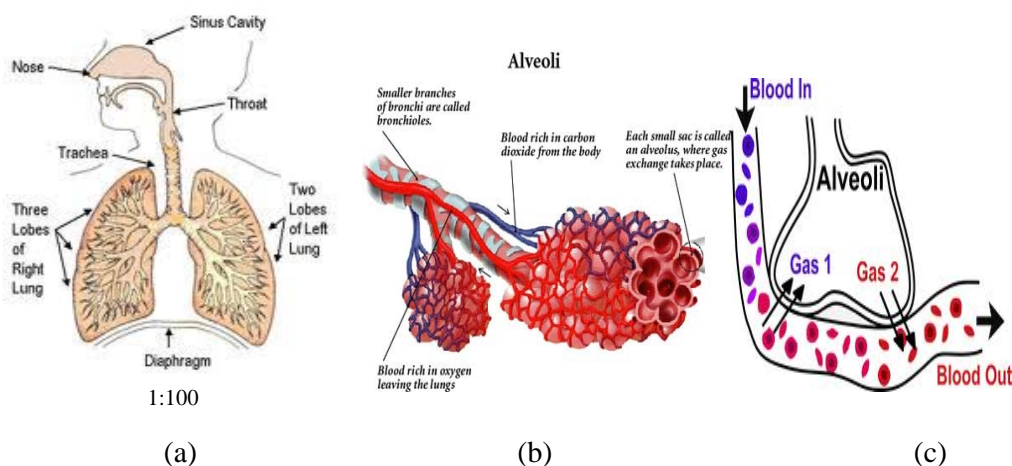 Sinus Cavity
Nose
Throat
Trachea
Three
Lobes
of
Right
Lung
Two
Lobes
of Left
Lung
Diaphragm
1:100
(a)
Alveoli
Smaller branches
of bronchi are called
bronchioles.
Blood rich in carbon
dioxide from the body
Each small sac is called
an alveolus, where gas
exchange takes place.
Blood rich in oxygen
leaving the lungs
(b)
Blood In
Alveoli
Gas 1
Gas 2
Blood Out
(c)